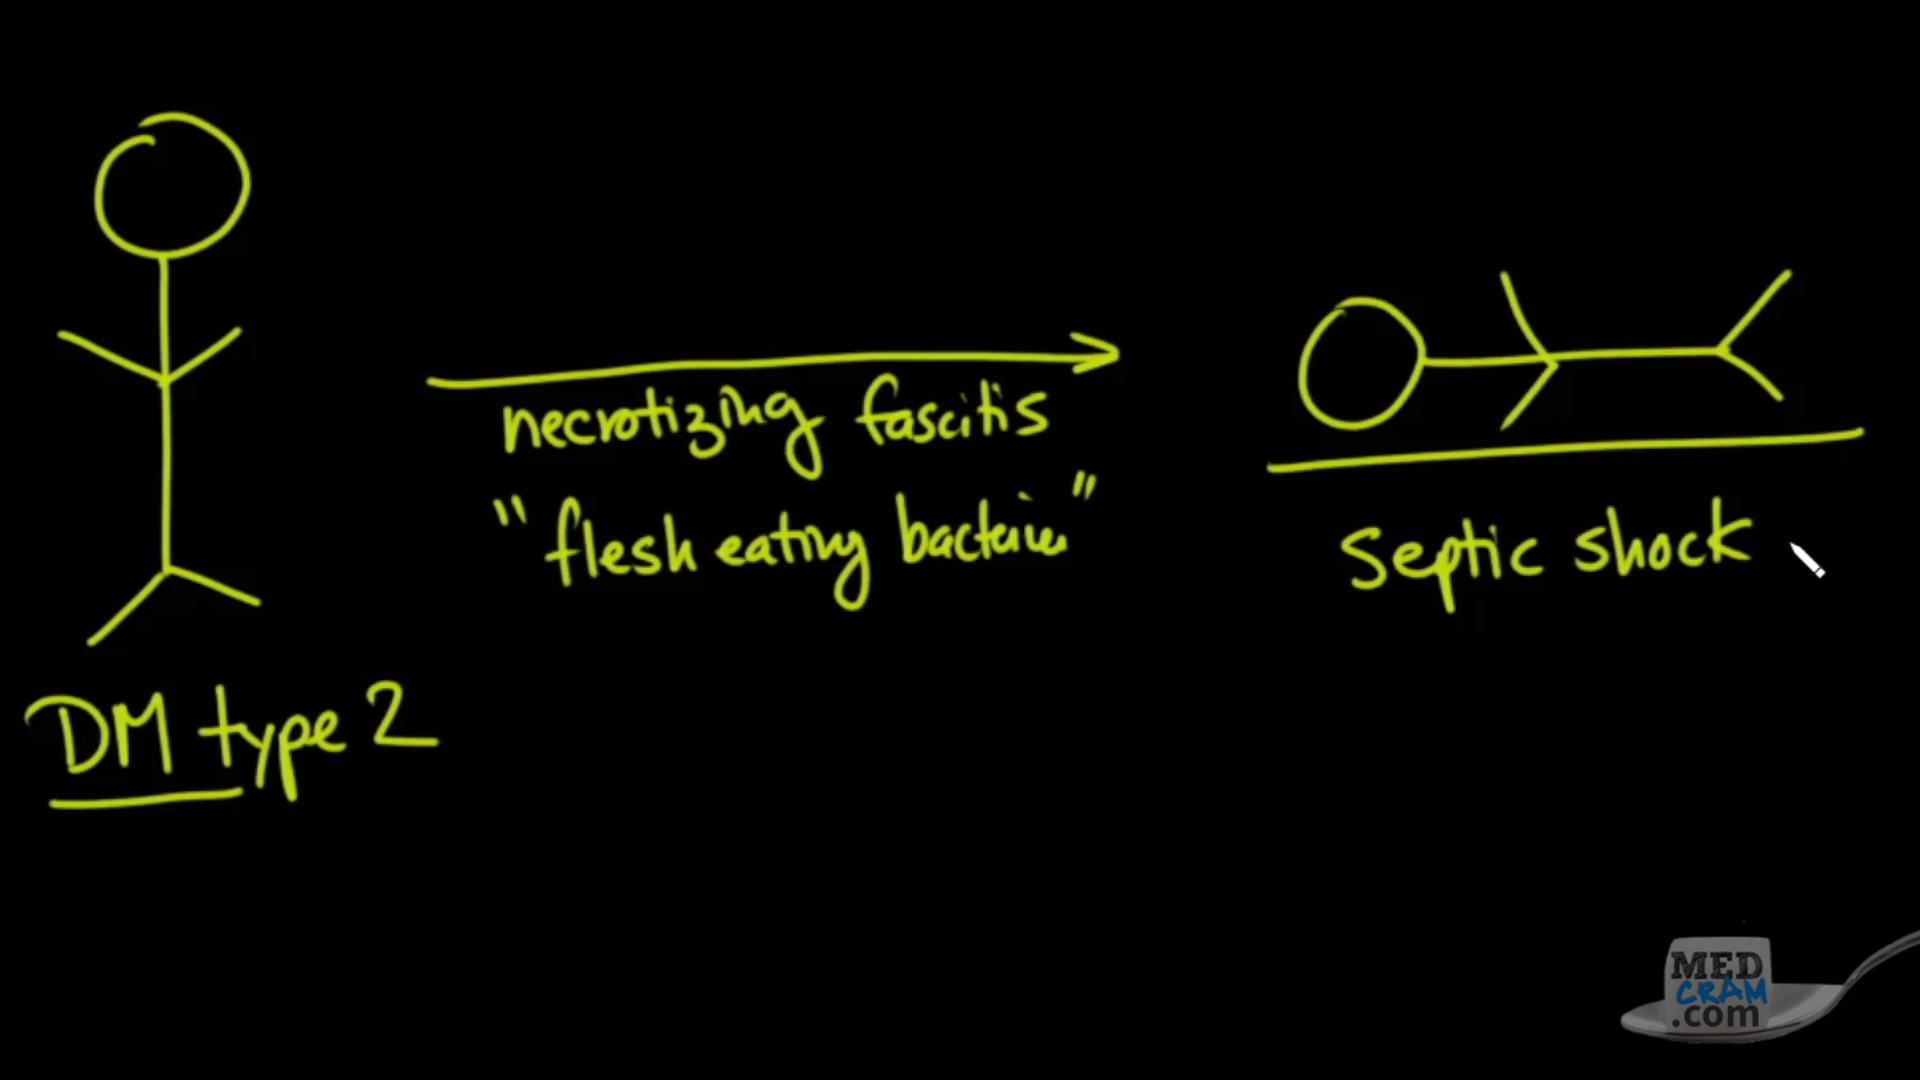 necrotizing fascitis
"flesh eating bacteria"
septic shock
DM type 2
MED
CRAM
.com